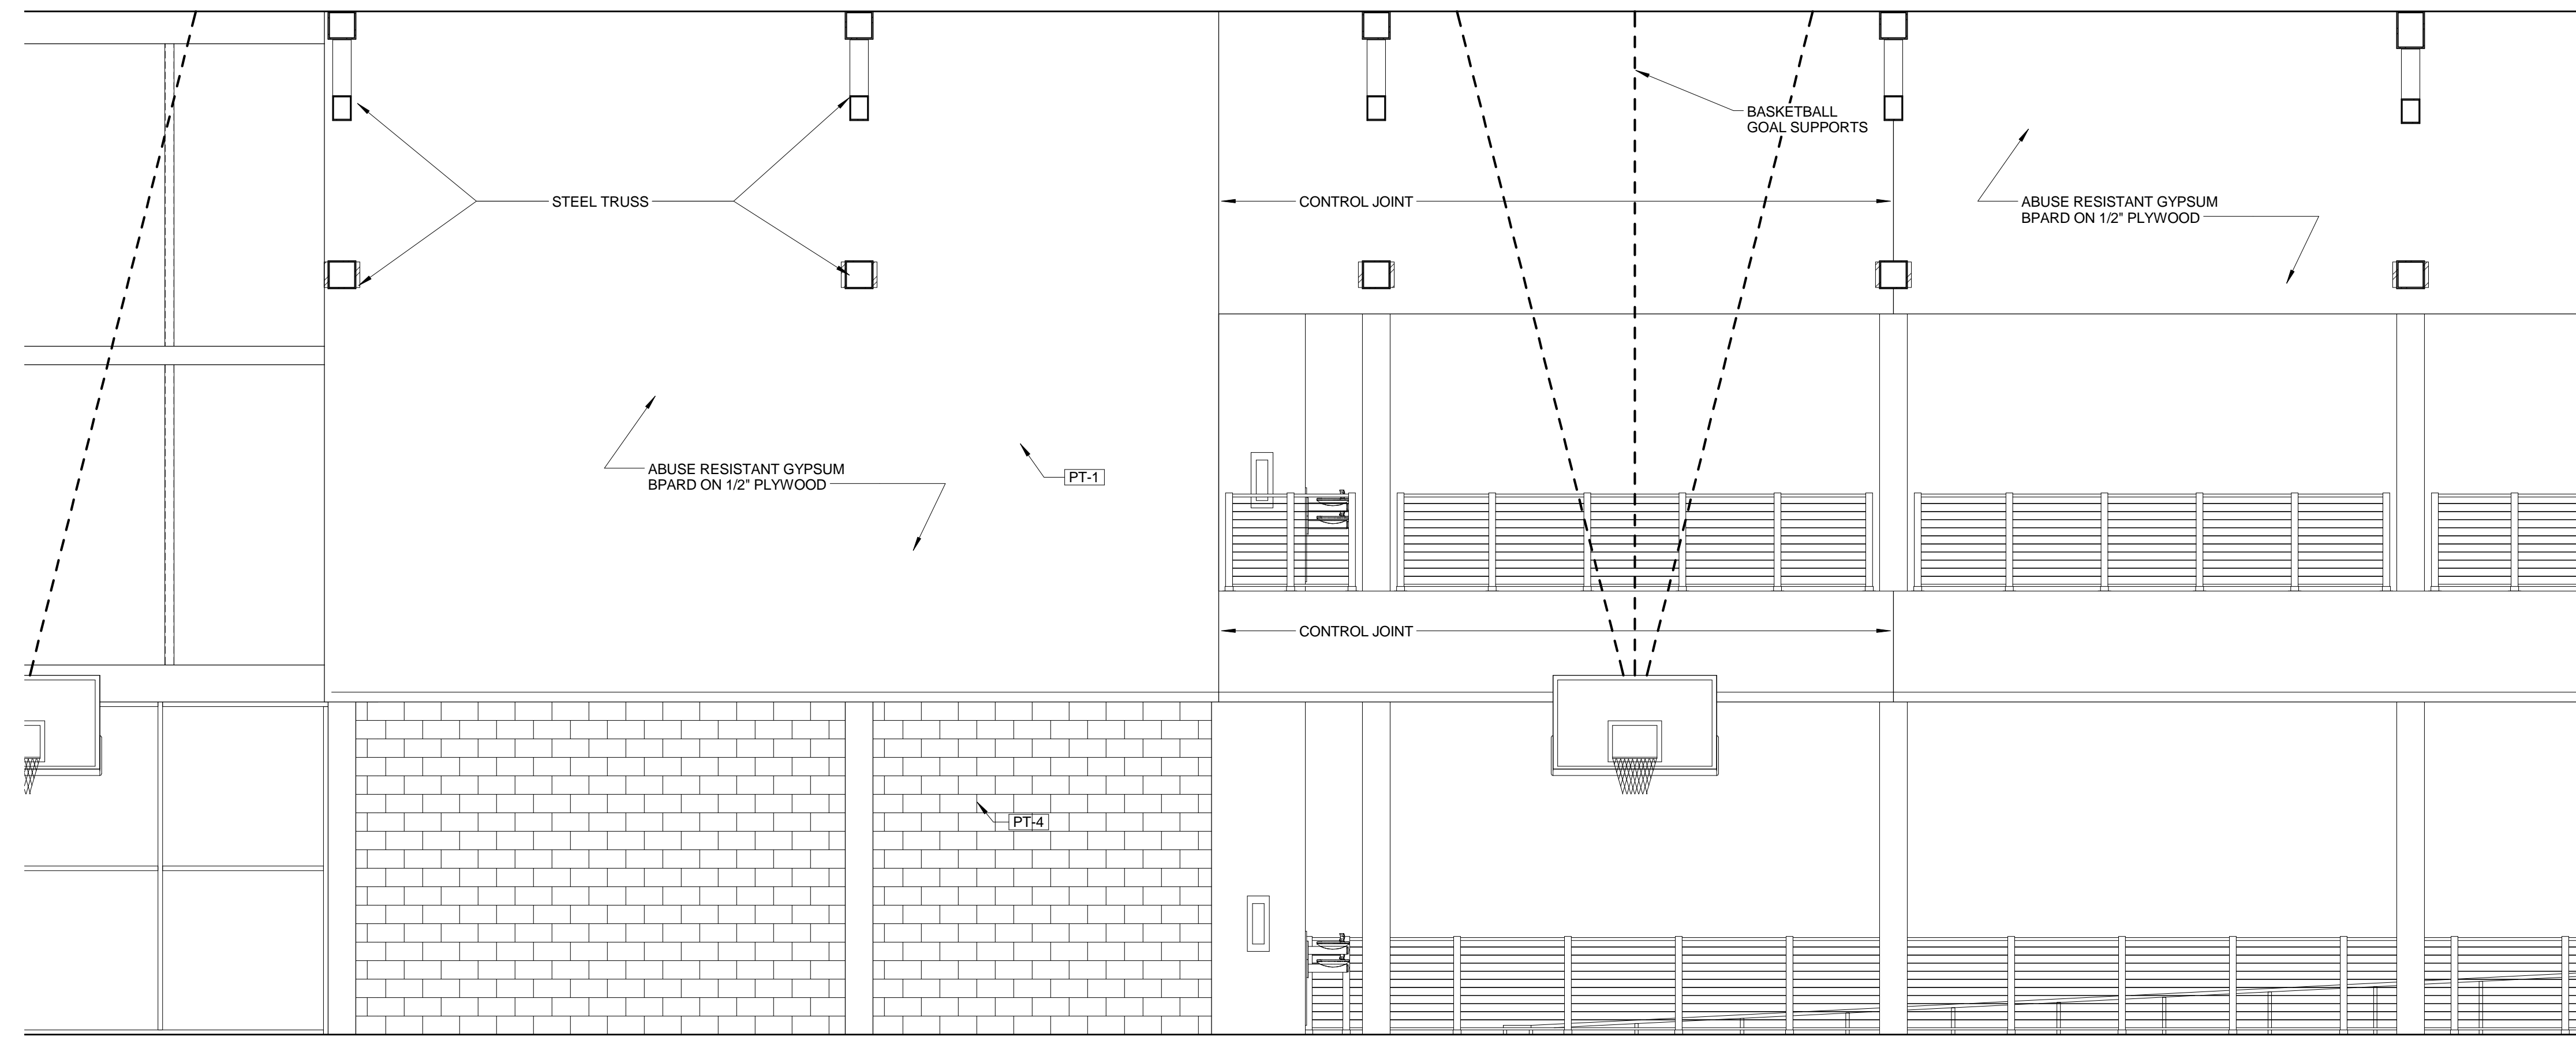 BASKETBALL
GOAL SUPPORTS
STEEL TRUSS
CONTROL JOINT
ABUSE RESISTANT GYPSUM
BPARD ON 1/2" PLYWOOD
ABUSE RESISTANT GYPSUM
BPARD ON 1/2" PLYWOOD
PT-1
CONTROL JOINT
PT-4